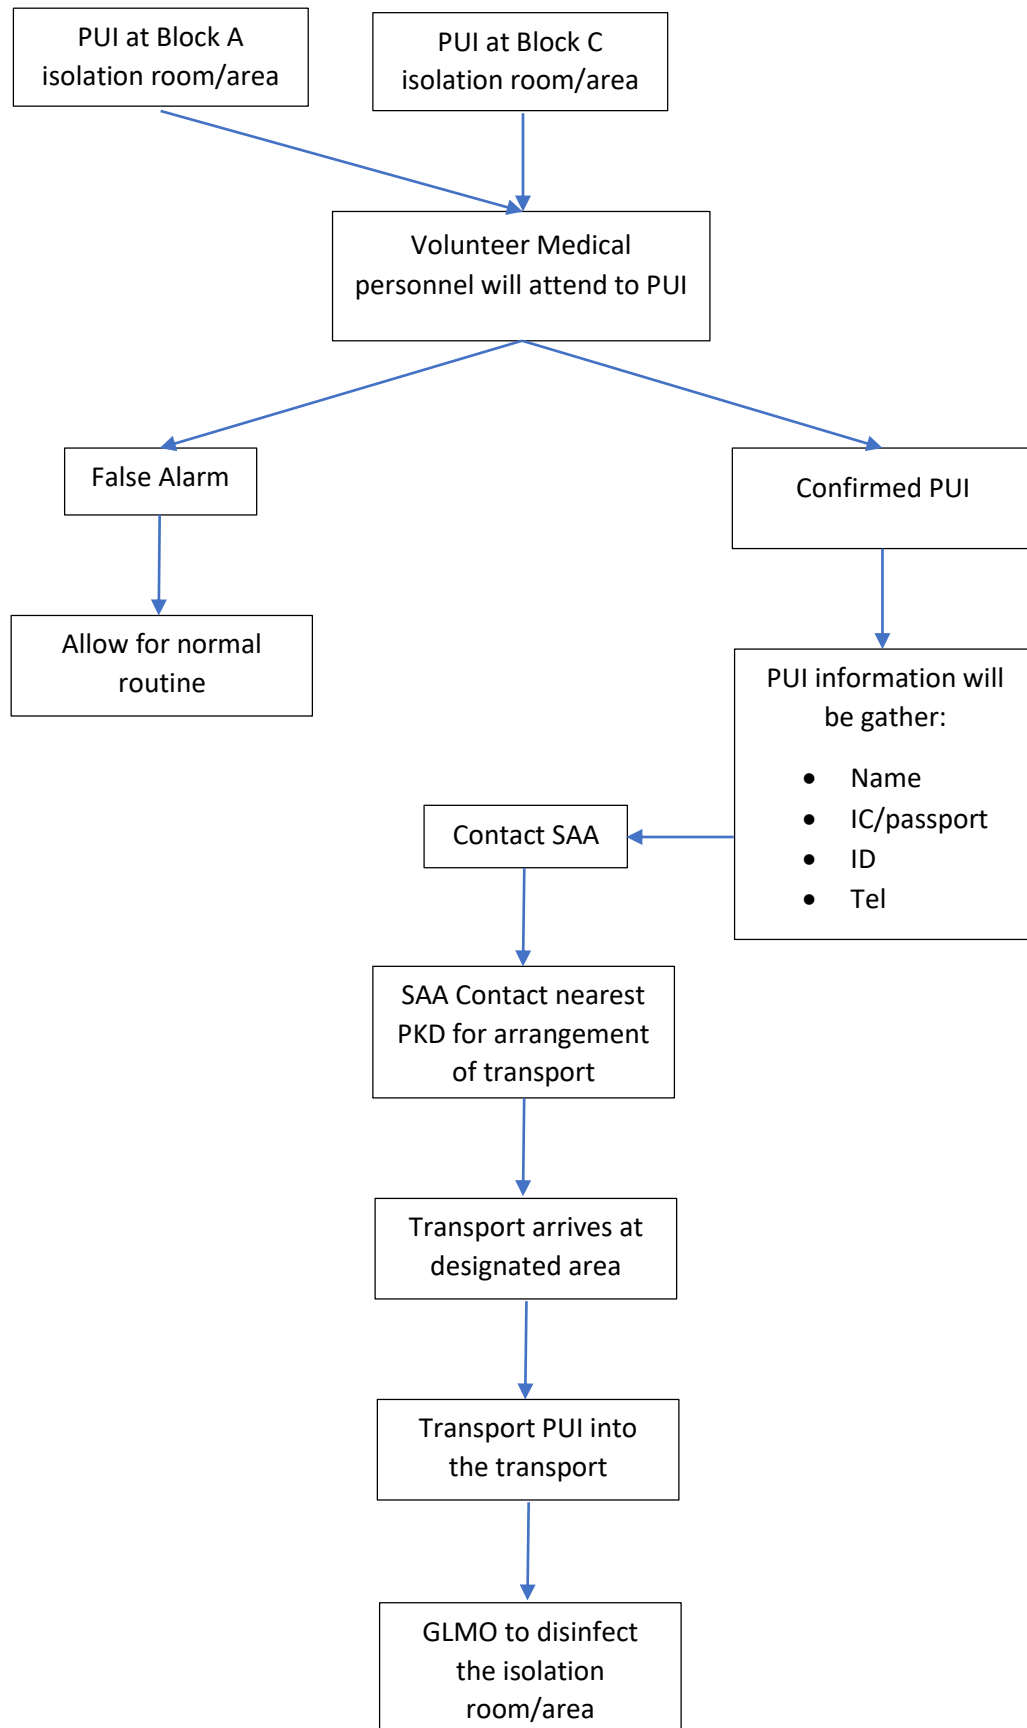 PUI at Block A
isolation room/area
PUI at Block C
isolation room/area
Volunteer Medical
personnel will attend to PUI
False Alarm
Confirmed PUI
Allow for normal
routine
PUI information will
be gather:
• Name
• IC/passport
• ID
• Tel
Contact SAA
SAA Contact nearest
PKD for arrangement
of transport
Transport arrives at
designated area
Transport PUI into
the transport
GLMO to disinfect
the isolation
room/area